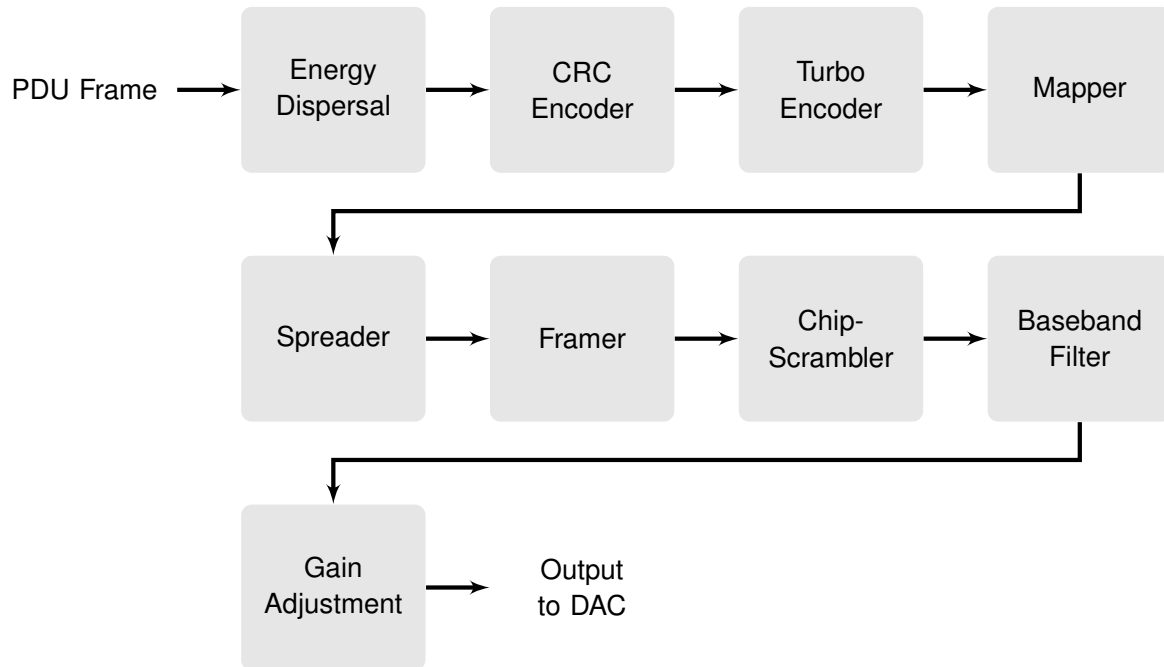 PDU Frame
Energy
Dispersal
CRC
Encoder
Turbo
Encoder
Mapper
Spreader
Framer
Chip-
Scrambler
Baseband
Filter
Gain
Adjustment
Output
to DAC